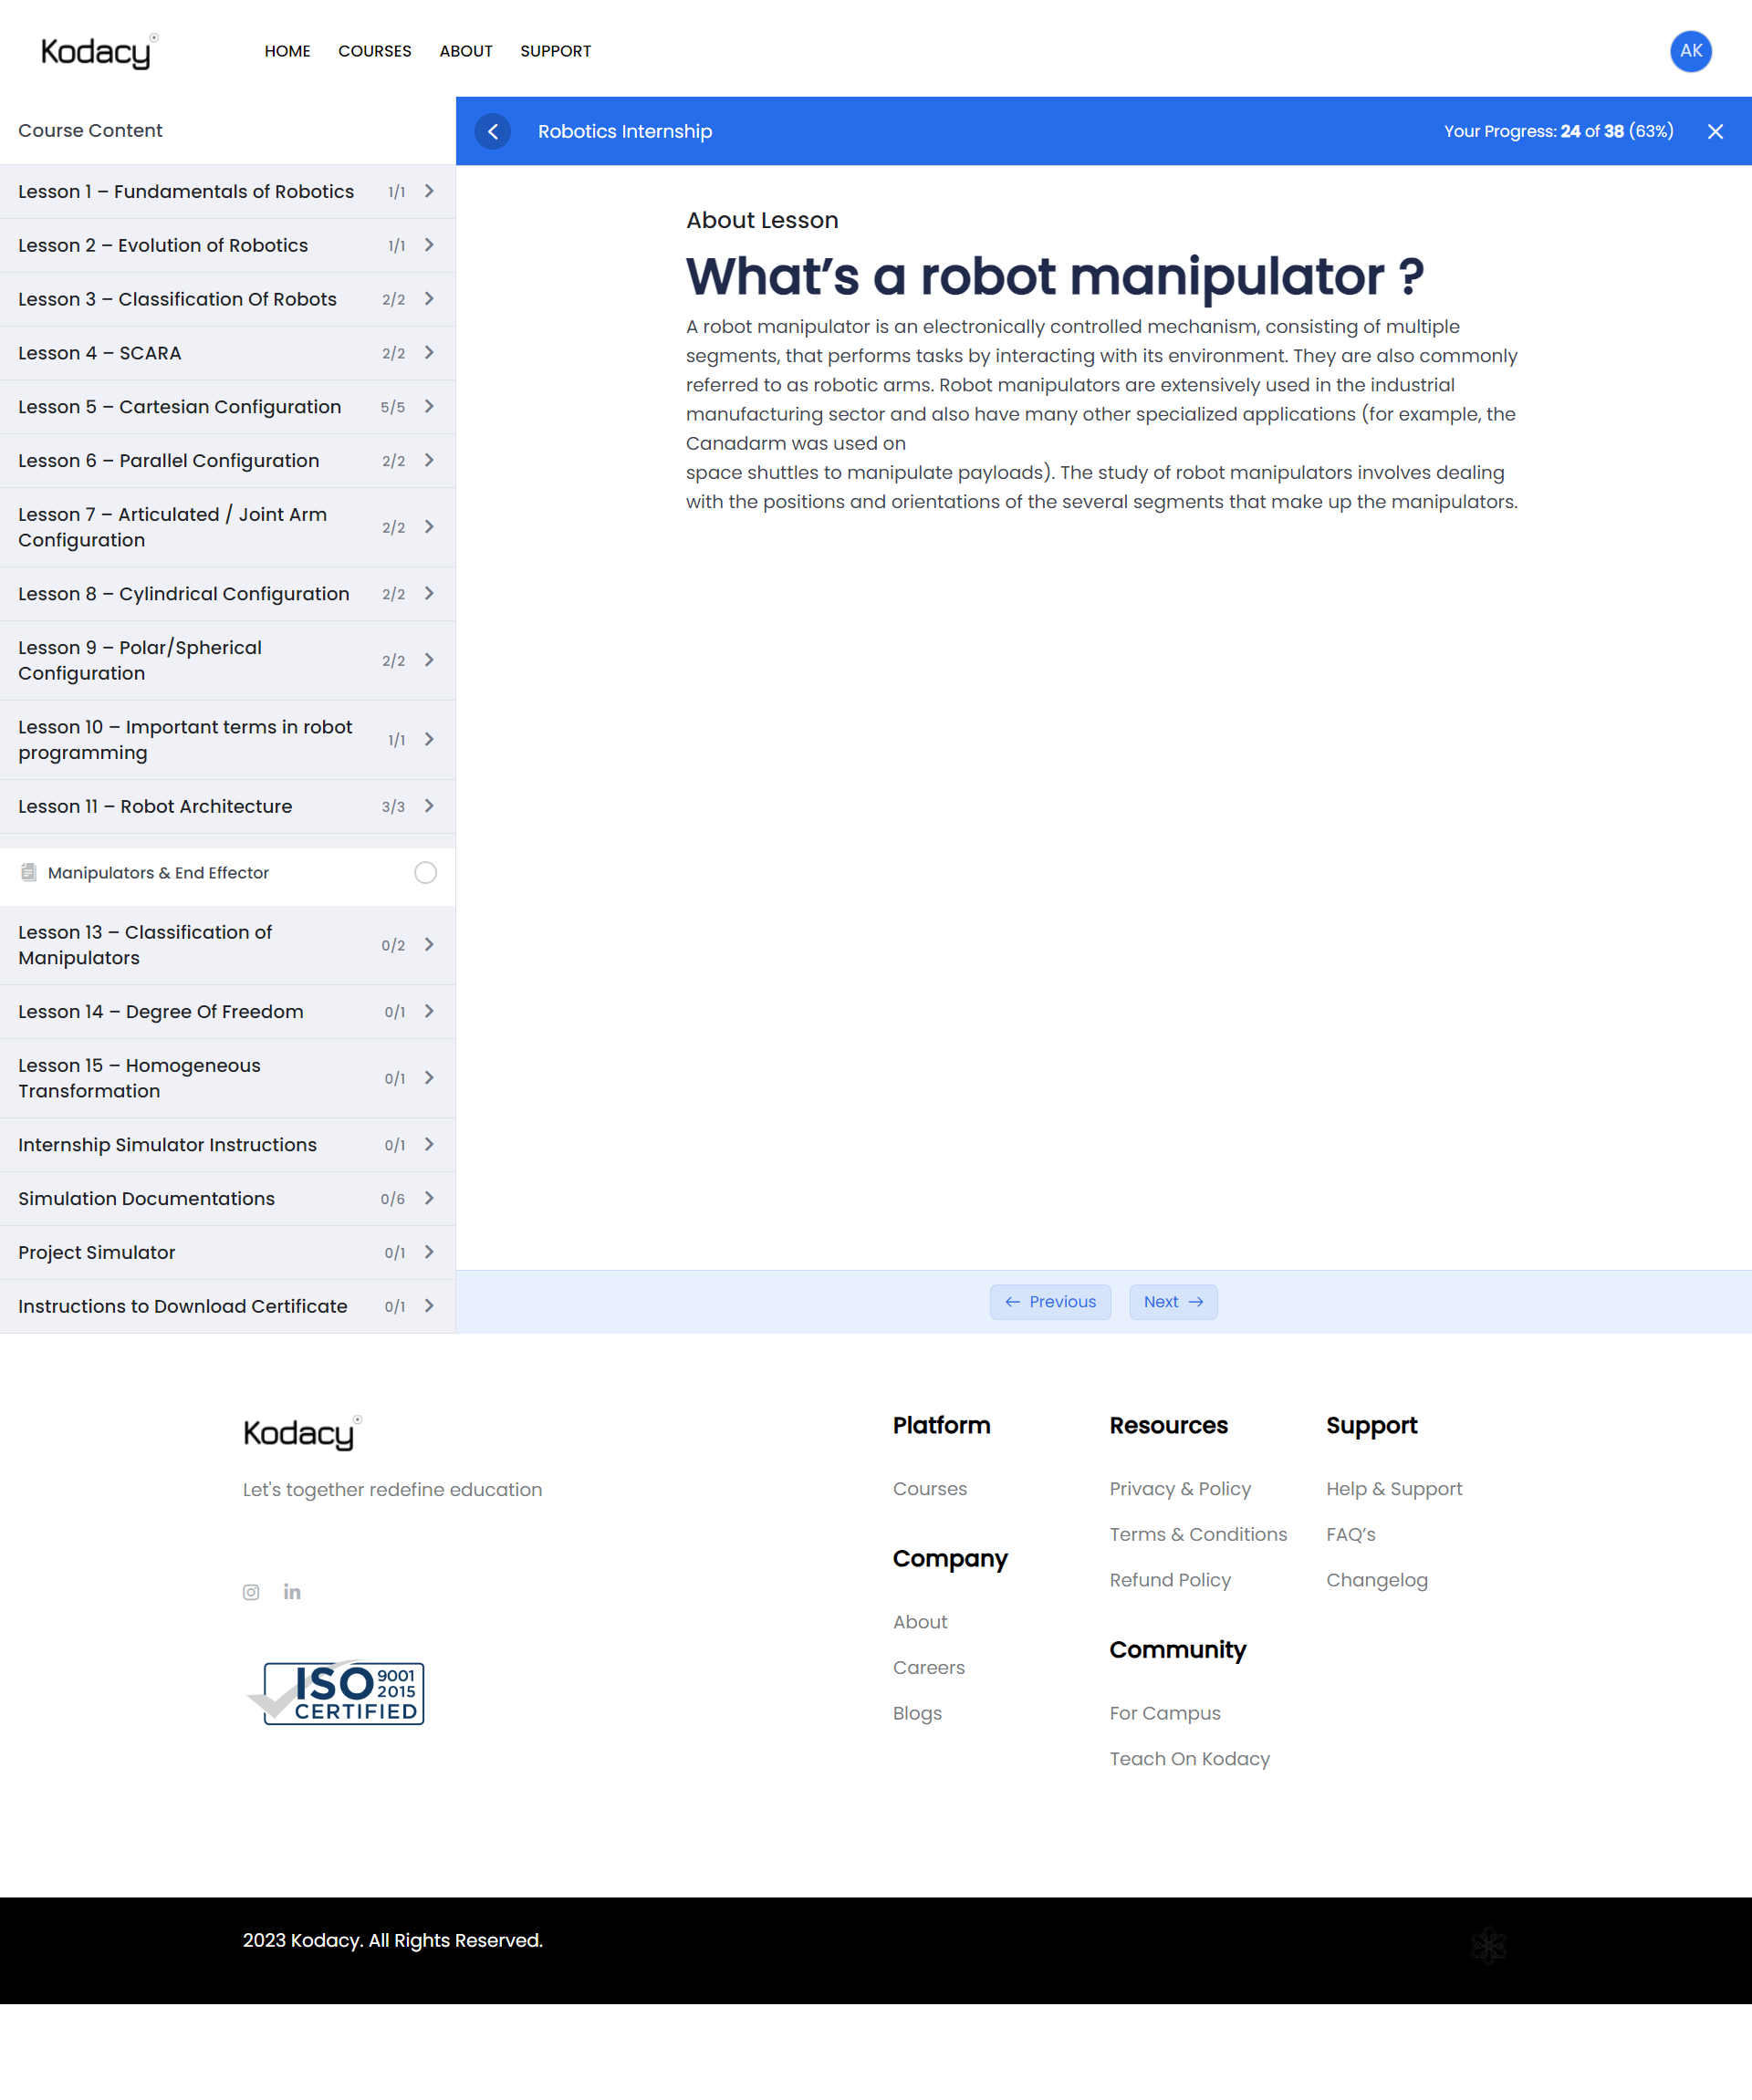 Kodacy
HOME COURSES ABOUT SUPPORT
AK
Course Content
Lesson 1 – Fundamentals of Robotics 1/1
Lesson 2 – Evolution of Robotics 1/1
Lesson 3 – Classification Of Robots 2/2
Lesson 4 – SCARA 2/2
Lesson 5 – Cartesian Configuration 5/5
Lesson 6 – Parallel Configuration 2/2
Lesson 7 – Articulated / Joint Arm
Configuration 2/2
Lesson 8 – Cylindrical Configuration 2/2
Lesson 9 – Polar/Spherical
Configuration 2/2
Lesson 10 – Important terms in robot
programming 1/1
Lesson 11 – Robot Architecture 3/3
Manipulators & End Effector
Lesson 13 – Classification of
Manipulators 0/2
Lesson 14 – Degree Of Freedom 0/1
Lesson 15 – Homogeneous
Transformation 0/1
Internship Simulator Instructions 0/1
Simulation Documentations 0/6
Project Simulator 0/1
Instructions to Download Certificate 0/1
Robotics Internship
Your Progress: 24 of 38 (63%)
About Lesson
What’s a robot manipulator ?
A robot manipulator is an electronically controlled mechanism, consisting of multiple
segments, that performs tasks by interacting with its environment. They are also commonly
referred to as robotic arms. Robot manipulators are extensively used in the industrial
manufacturing sector and also have many other specialized applications (for example, the
Canadarm was used on
space shuttles to manipulate payloads). The study of robot manipulators involves dealing
with the positions and orientations of the several segments that make up the manipulators.
← Previous
Next →
Kodacy
Let's together redefine education
ISO 9001
2015
CERTIFIED
Platform
Courses
Company
About
Careers
Blogs
Resources
Privacy & Policy
Terms & Conditions
Refund Policy
Community
For Campus
Teach On Kodacy
Support
Help & Support
FAQ’s
Changelog
2023 Kodacy. All Rights Reserved.